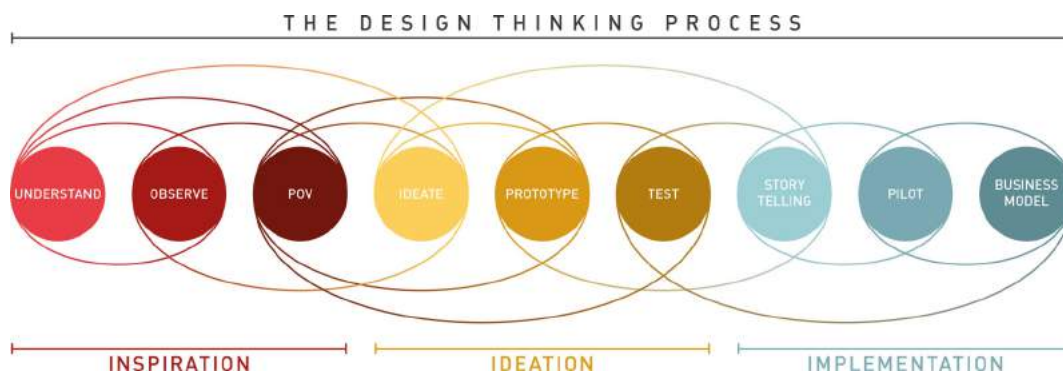 THE DESIGN THINKING PROCESS
UNDERSTAND
OBSERVE
POV
IDEATE
PROTOTYPE
TEST
STORY
TELLING
PILOT
BUSINESS
MODEL
INSPIRATION
IDEATION
IMPLEMENTATION